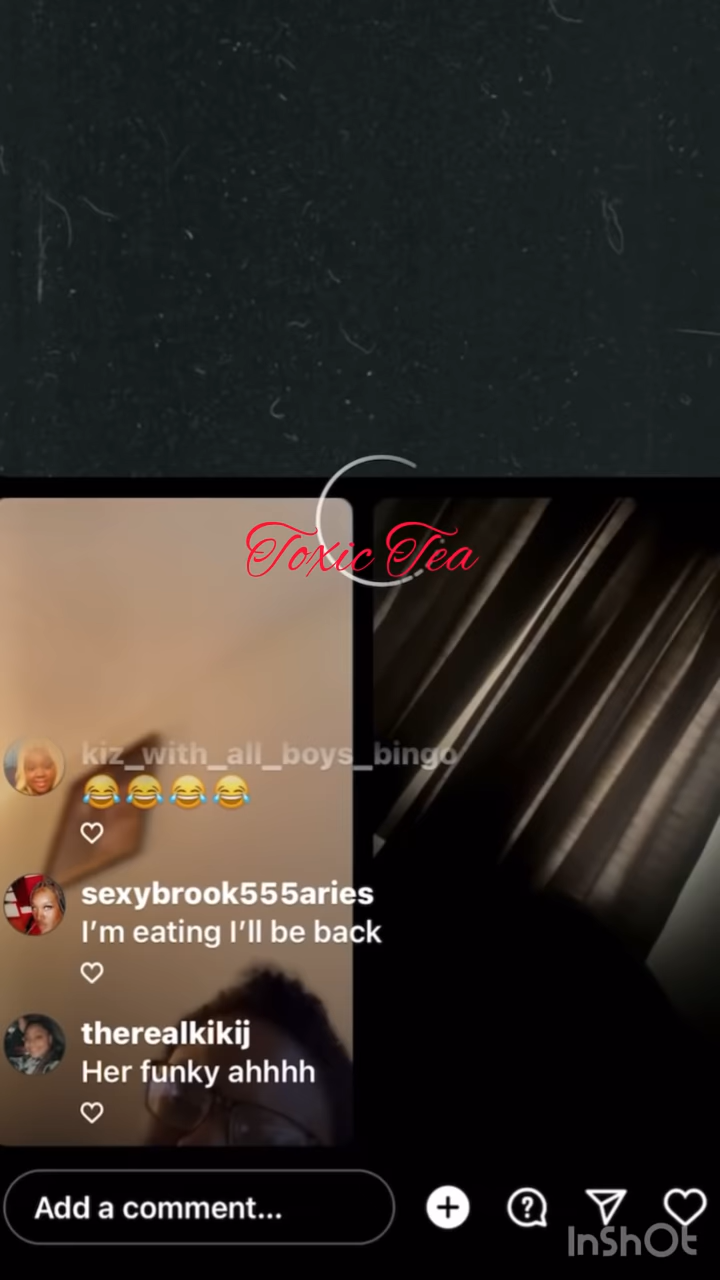 Toxic Tea
kiz_with_all_boys_bingo
😂😂😂😂
sexybrook555aries
I'm eating I'll be back
therealkikij
Her funky ahhhh
Add a comment...
InShOt